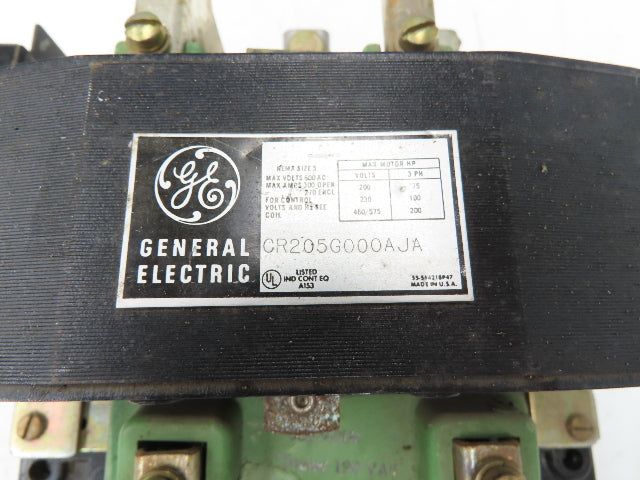 GE
GENERAL
ELECTRIC
NEMA SIZE 5
MAX VOLTS 600 AC
MAX AMPS 300 OPEN
270 ENCL
FOR CONTROL
VOLTS AND HZ SEE
COIL
MAX MOTOR HP
VOLTS 3 PH
200 75
230 100
460/575 200
CR205G000AJA
UL
LISTED
IND CONT EQ
A153
MADE IN U.S.A.